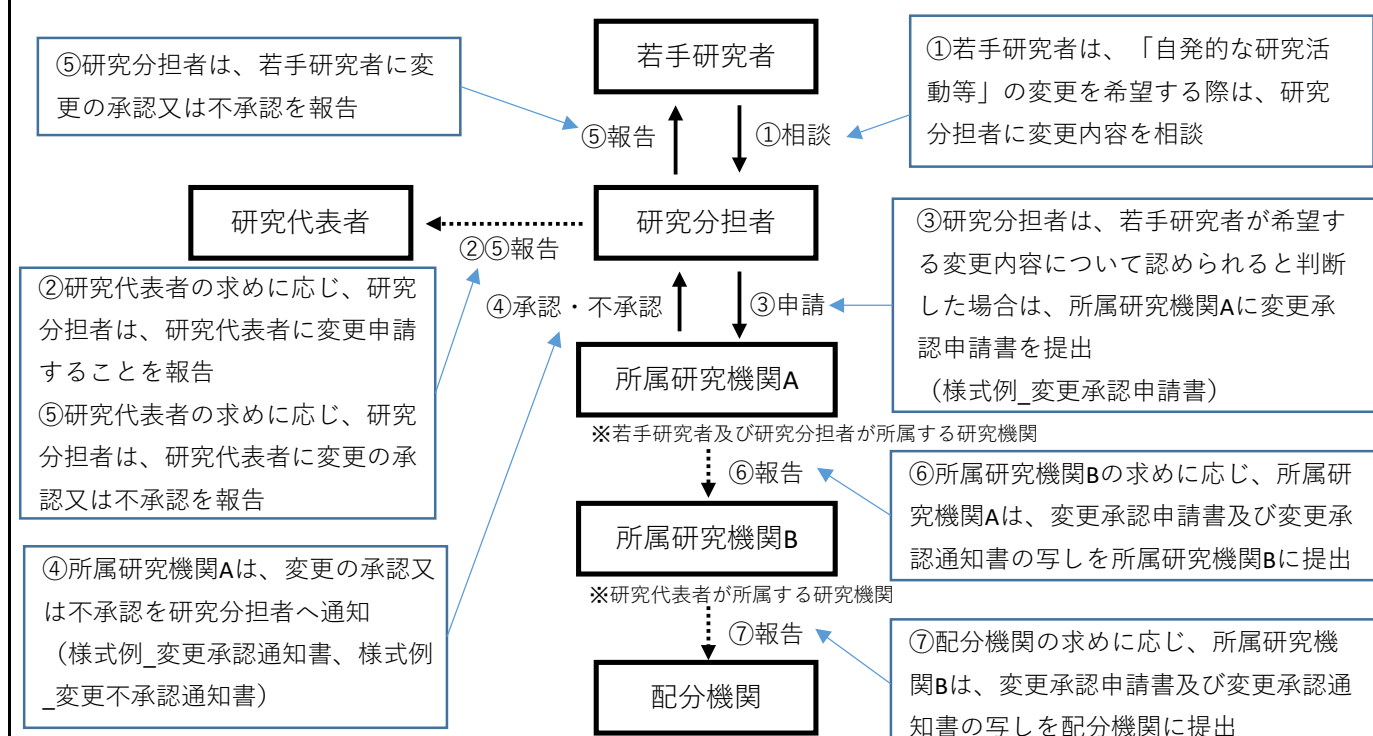 若手研究者
⑤研究分担者は、若手研究者に変
更の承認又は不承認を報告
①若手研究者は、「自発的な研究活
動等」の変更を希望する際は、研究
分担者に変更内容を相談
⑤報告
①相談
研究代表者
研究分担者
②⑤報告
③研究分担者は、若手研究者が希望す
る変更内容について認められると判断
した場合は、所属研究機関Aに変更承
認申請書を提出
（様式例_変更承認申請書）
②研究代表者の求めに応じ、研究
分担者は、研究代表者に変更申請
することを報告
⑤研究代表者の求めに応じ、研究
分担者は、研究代表者に変更の承
認又は不承認を報告
④承認・不承認
③申請
所属研究機関A
※若手研究者及び研究分担者が所属する研究機関
⑥報告
⑥所属研究機関Bの求めに応じ、所属研
究機関Aは、変更承認申請書及び変更承
認通知書の写しを所属研究機関Bに提出
所属研究機関B
※研究代表者が所属する研究機関
④所属研究機関Aは、変更の承認又
は不承認を研究分担者へ通知
（様式例_変更承認通知書、様式例
_変更不承認通知書）
⑦報告
⑦配分機関の求めに応じ、所属研究機
関Bは、変更承認申請書及び変更承認通
知書の写しを配分機関に提出
配分機関